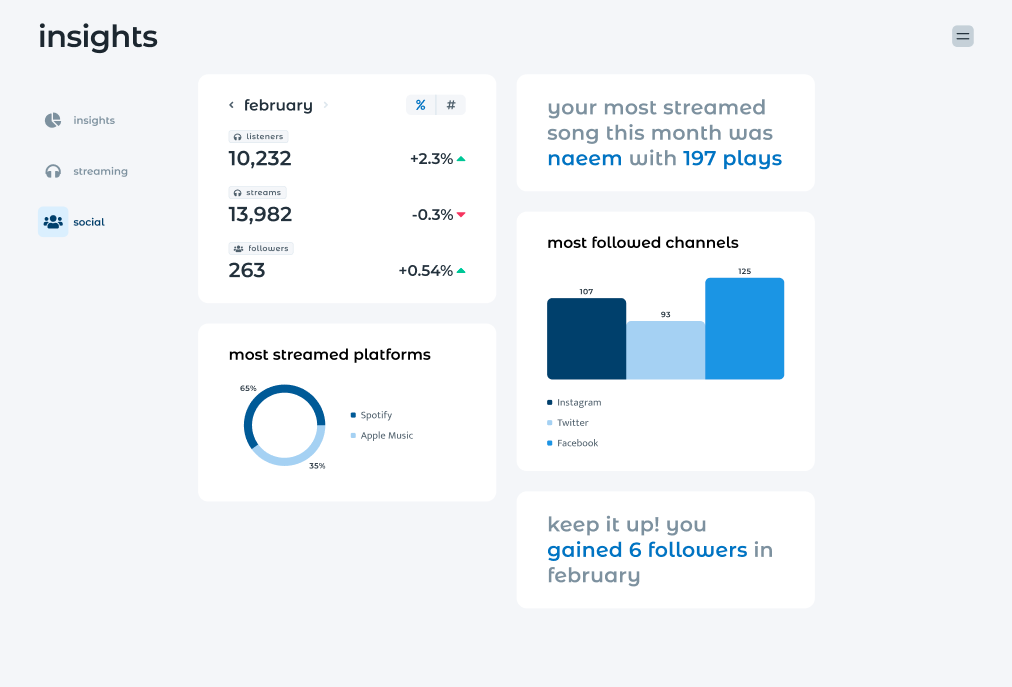 insights
insights
streaming
social
february
% #
listeners
10,232 +2.3%
streams
13,982 -0.3%
followers
263 +0.54%
most streamed platforms
65%
35%
Spotify
Apple Music
your most streamed
song this month was
naeem with 197 plays
most followed channels
107
93
125
Instagram
Twitter
Facebook
keep it up! you
gained 6 followers in
february